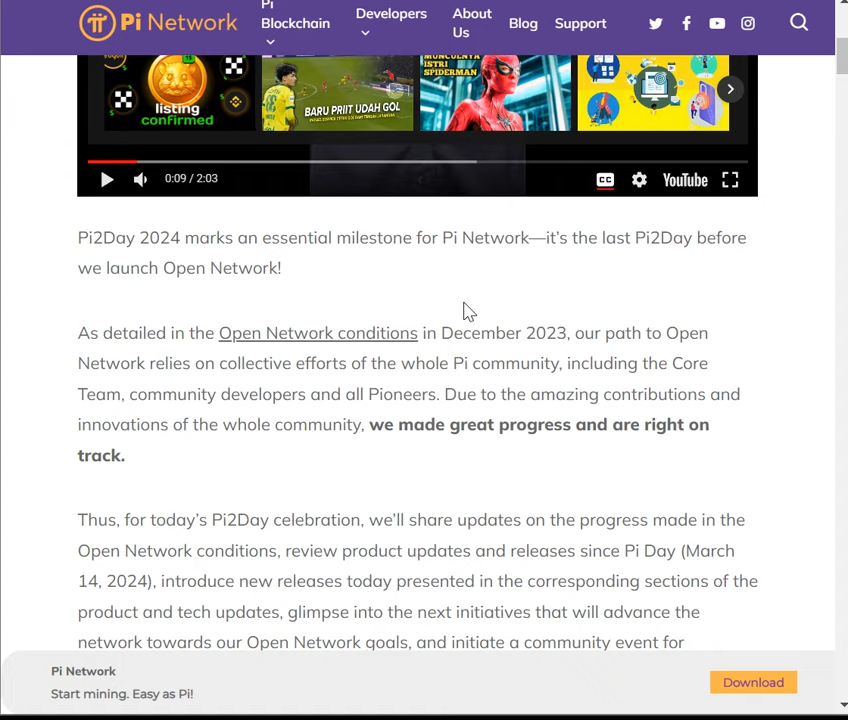 Pi Network
Pi
Blockchain
Developers
About
Us
Blog
Support
listing
confirmed
BARU PRIIT UDAH GOL
MUNCULNYA
ISTRI
SPIDERMAN
0:09 / 2:03
CC
YouTube
Pi2Day 2024 marks an essential milestone for Pi Network—it’s the last Pi2Day before
we launch Open Network!
As detailed in the Open Network conditions in December 2023, our path to Open
Network relies on collective efforts of the whole Pi community, including the Core
Team, community developers and all Pioneers. Due to the amazing contributions and
innovations of the whole community, we made great progress and are right on
track.
Thus, for today’s Pi2Day celebration, we’ll share updates on the progress made in the
Open Network conditions, review product updates and releases since Pi Day (March
14, 2024), introduce new releases today presented in the corresponding sections of the
product and tech updates, glimpse into the next initiatives that will advance the
network towards our Open Network goals, and initiate a community event for
Pi Network
Start mining. Easy as Pi!
Download